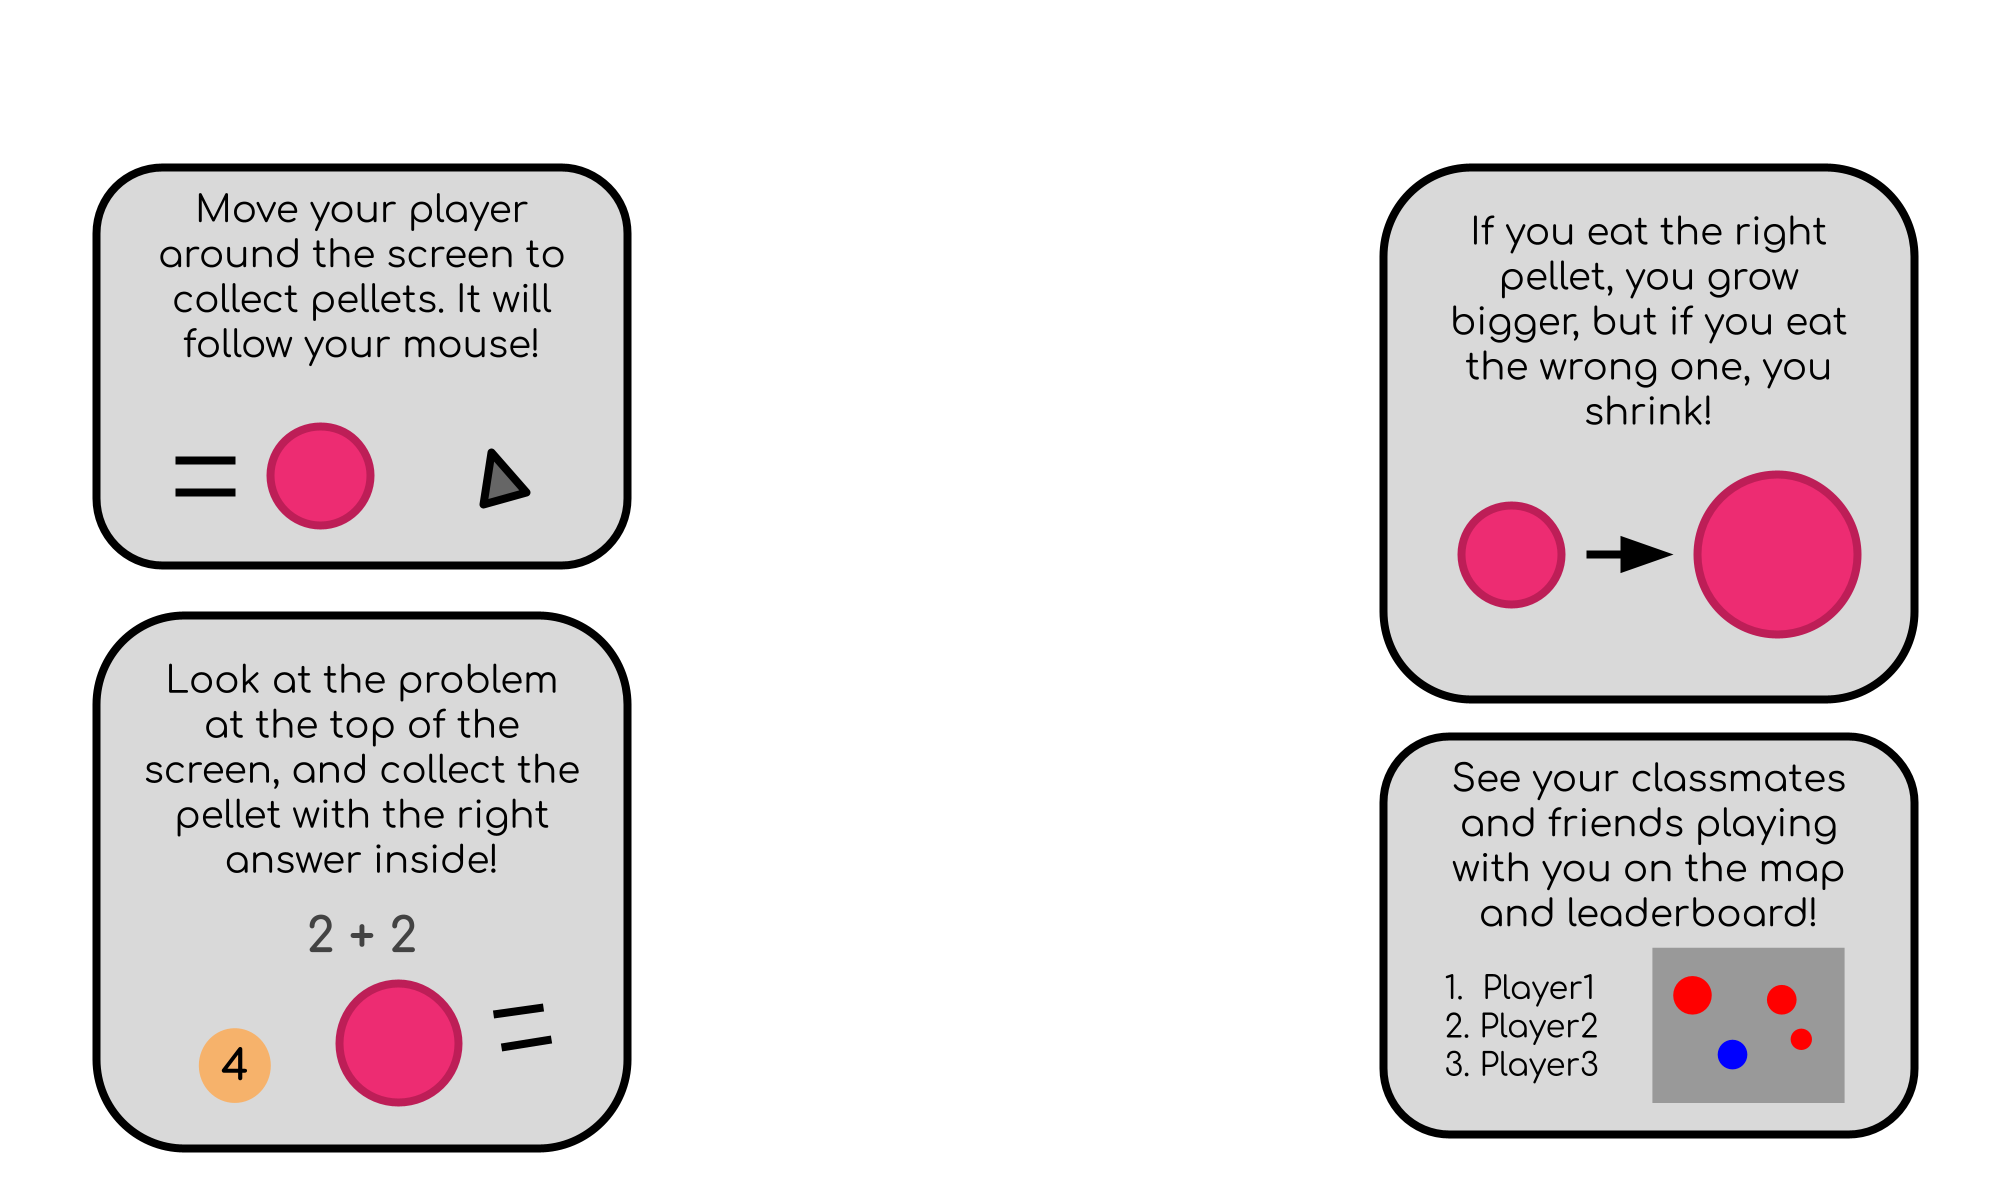 Move your player
around the screen to
collect pellets. It will
follow your mouse!
Look at the problem
at the top of the
screen, and collect the
pellet with the right
answer inside!
2 + 2
4
If you eat the right
pellet, you grow
bigger, but if you eat
the wrong one, you
shrink!
See your classmates
and friends playing
with you on the map
and leaderboard!
1. Player1
2. Player2
3. Player3